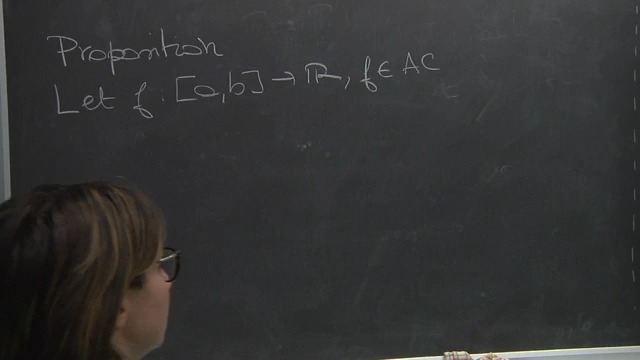 Proposition
Let f: [a,b] → ℝ, f ∈ AC